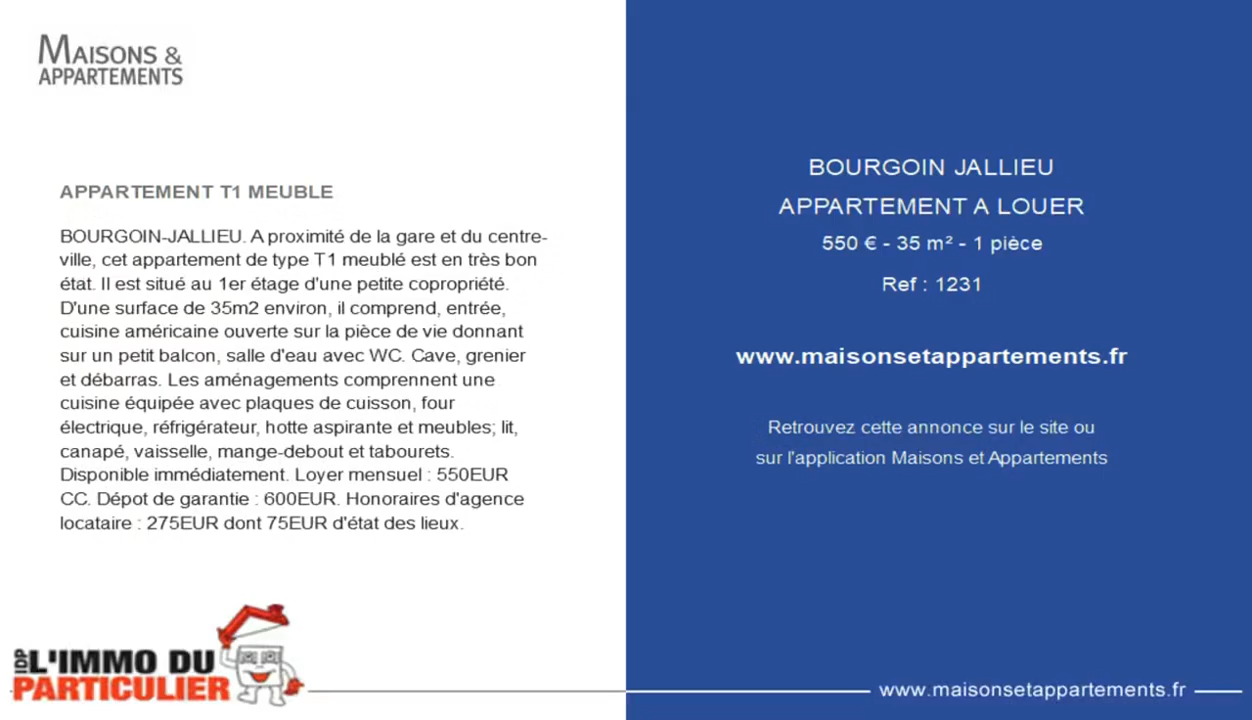 MAISONS &
APPARTEMENTS
APPARTEMENT T1 MEUBLE
BOURGOIN-JALLIEU. A proximité de la gare et du centre-
ville, cet appartement de type T1 meublé est en très bon
état. Il est situé au 1er étage d'une petite copropriété.
D'une surface de 35m2 environ, il comprend, entrée,
cuisine américaine ouverte sur la pièce de vie donnant
sur un petit balcon, salle d'eau avec WC. Cave, grenier
et débarras. Les aménagements comprennent une
cuisine équipée avec plaques de cuisson, four
électrique, réfrigérateur, hotte aspirante et meubles; lit,
canapé, vaisselle, mange-debout et tabourets.
Disponible immédiatement. Loyer mensuel : 550EUR
CC. Dépot de garantie : 600EUR. Honoraires d'agence
locataire : 275EUR dont 75EUR d'état des lieux.
IDP L'IMMO DU
PARTICULIER
BOURGOIN JALLIEU
APPARTEMENT A LOUER
550 € - 35 m² - 1 pièce
Ref : 1231
www.maisonsetappartements.fr
Retrouvez cette annonce sur le site ou
sur l'application Maisons et Appartements
www.maisonsetappartements.fr